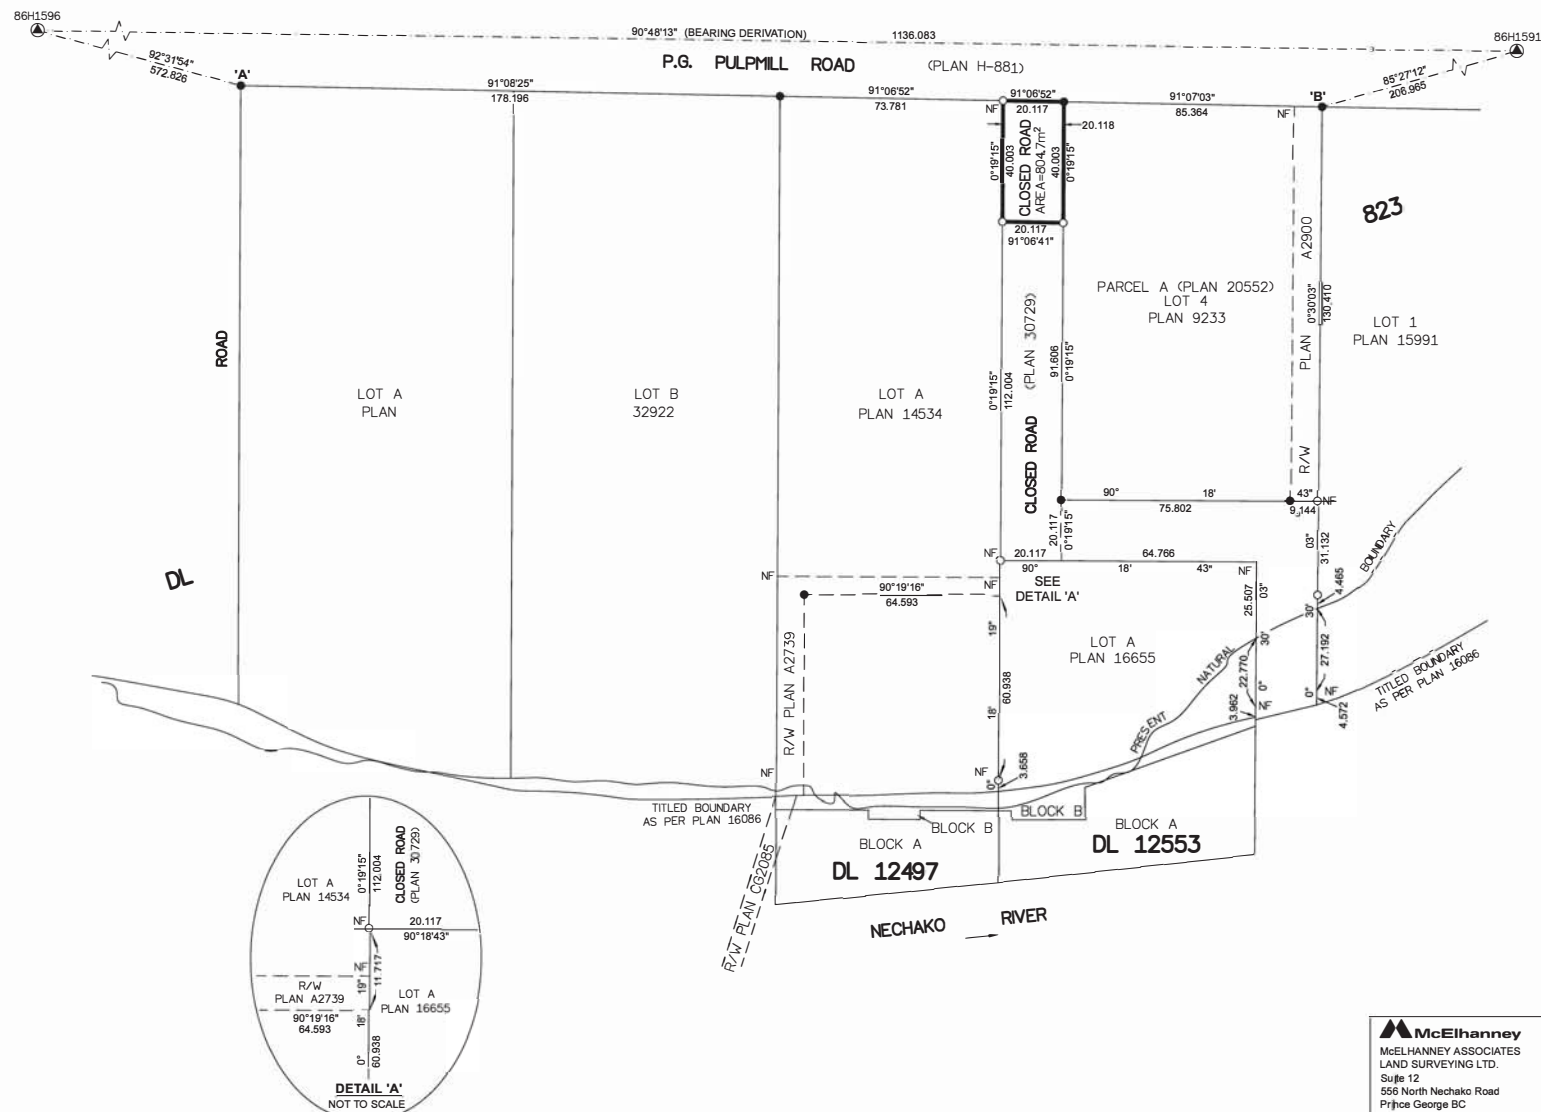 86H1596
90°48'13" (BEARING DERIVATION)
1136.083
86H1591
92°31'54"
572.826
'A'
P.G. PULPMILL ROAD (PLAN H-881)
85°27'12"
206.965
'B'
91°08'25"
178.196
91°06'52"
73.781
NF
91°06'52"
20.117
20.118
91°07'03"
85.364
NF
0°19'15"
40.003
CLOSED ROAD
AREA=804.7m²
40.003
0°19'15"
20.117
91°06'41"
823
ROAD
LOT A
PLAN
LOT B
32922
LOT A
PLAN 14534
0°19'15"
112.004
CLOSED ROAD (PLAN 30729)
91.606
0°19'15"
PARCEL A (PLAN 20552)
LOT 4
PLAN 9233
R/W PLAN A2900
0°30'03"
130.410
LOT 1
PLAN 15991
90° 18' 43"
75.802
9.144
NF
20.117
0°19'15"
03"
31.132
4.465
30'
27.192
0°
NF
4.572
DL
NF
20.117
64.766
90° 18' 43"
NF
SEE
DETAIL 'A'
NF
NF
90°19'16"
64.593
R/W PLAN A2739
19"
60.938
18'
0°
LOT A
PLAN 16655
25.507
03"
30'
22.770
0°
NF
3.962
PRESENT NATURAL BOUNDARY
TITLED BOUNDARY
AS PER PLAN 16086
NF
NF
3.658
TITLED BOUNDARY
AS PER PLAN 16086
BLOCK B
BLOCK B
BLOCK A
DL 12497
BLOCK A
DL 12553
R/W PLAN CG2085
NECHAKO RIVER
LOT A
PLAN 14534
0°19'15"
112.004
CLOSED ROAD
(PLAN 30729)
NF
20.117
90°18'43"
NF
11.717
R/W
PLAN A2739
90°19'16"
64.593
19"
18'
0°
60.938
LOT A
PLAN 16655
DETAIL 'A'
NOT TO SCALE
McElhanney
McELHANNEY ASSOCIATES
LAND SURVEYING LTD.
Suite 12
556 North Nechako Road
Prince George BC